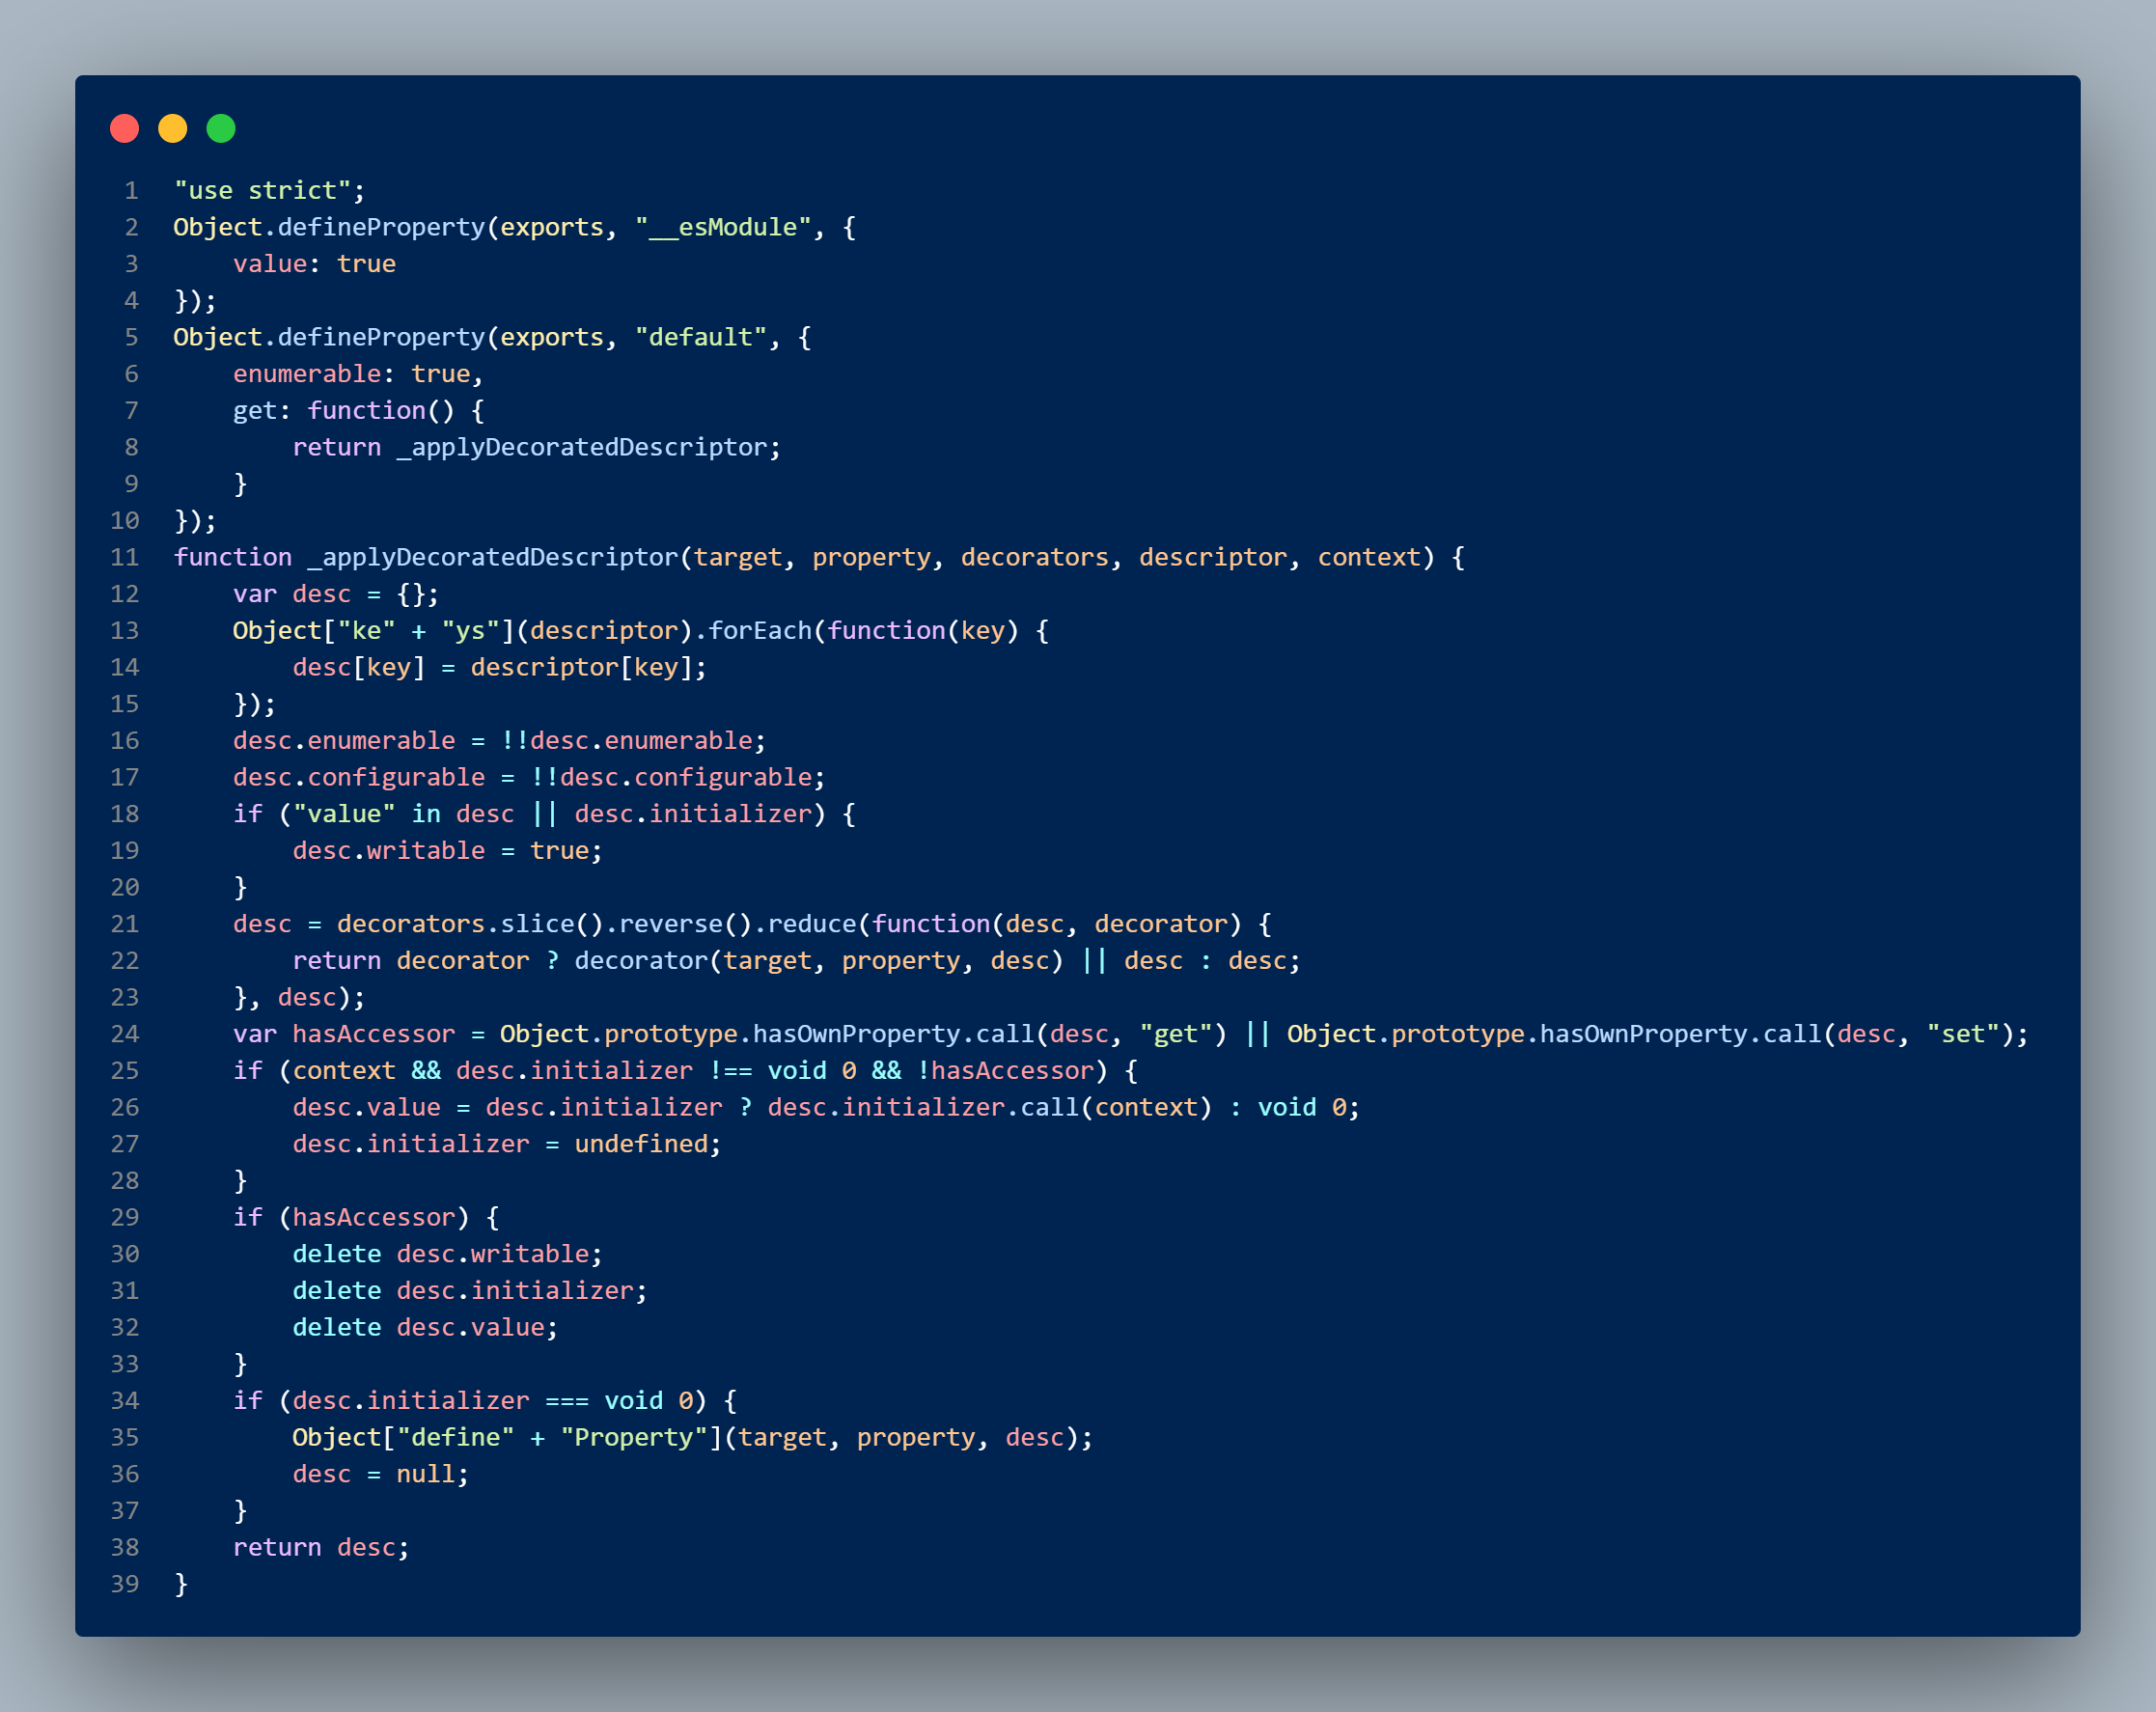 1 "use strict";
2 Object.defineProperty(exports, "__esModule", {
3     value: true
4 });
5 Object.defineProperty(exports, "default", {
6     enumerable: true,
7     get: function() {
8         return _applyDecoratedDescriptor;
9     }
10 });
11 function _applyDecoratedDescriptor(target, property, decorators, descriptor, context) {
12     var desc = {};
13     Object["ke" + "ys"](descriptor).forEach(function(key) {
14         desc[key] = descriptor[key];
15     });
16     desc.enumerable = !!desc.enumerable;
17     desc.configurable = !!desc.configurable;
18     if ("value" in desc || desc.initializer) {
19         desc.writable = true;
20     }
21     desc = decorators.slice().reverse().reduce(function(desc, decorator) {
22         return decorator ? decorator(target, property, desc) || desc : desc;
23     }, desc);
24     var hasAccessor = Object.prototype.hasOwnProperty.call(desc, "get") || Object.prototype.hasOwnProperty.call(desc, "set");
25     if (context && desc.initializer !== void 0 && !hasAccessor) {
26         desc.value = desc.initializer ? desc.initializer.call(context) : void 0;
27         desc.initializer = undefined;
28     }
29     if (hasAccessor) {
30         delete desc.writable;
31         delete desc.initializer;
32         delete desc.value;
33     }
34     if (desc.initializer === void 0) {
35         Object["define" + "Property"](target, property, desc);
36         desc = null;
37     }
38     return desc;
39 }